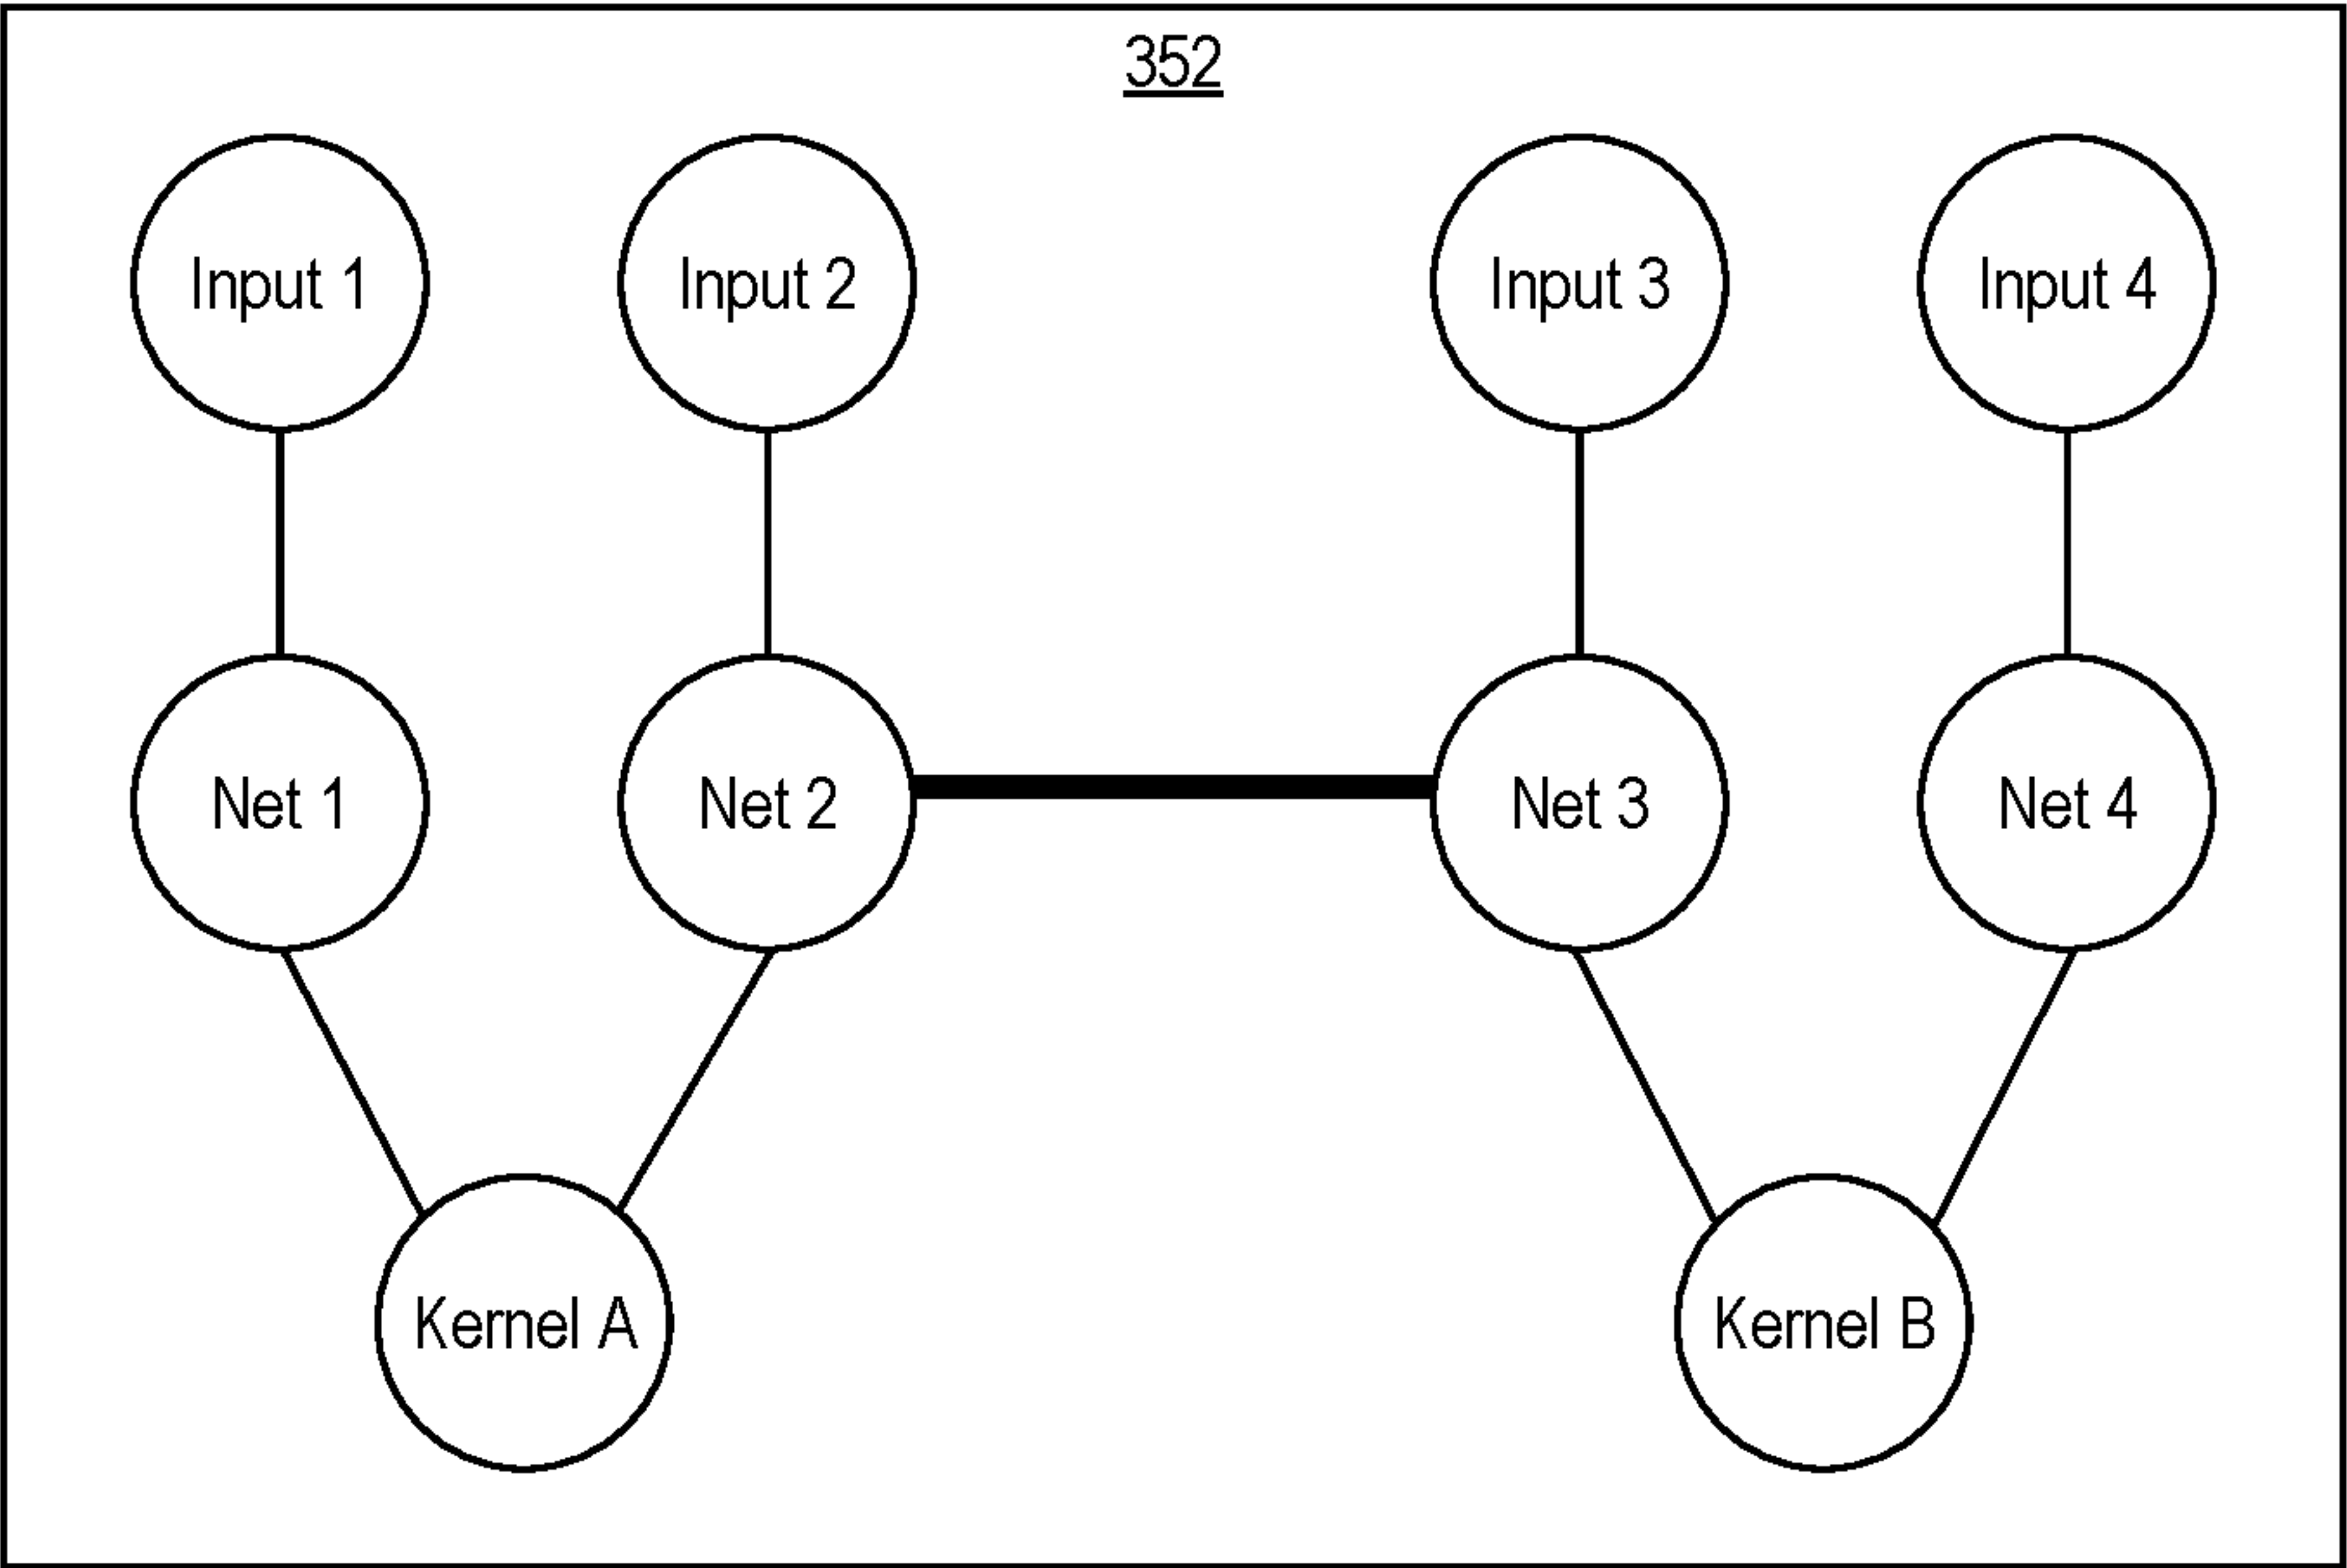 352
Input 1
Input 2
Input 3
Input 4
Net 1
Net 2
Net 3
Net 4
Kernel A
Kernel B